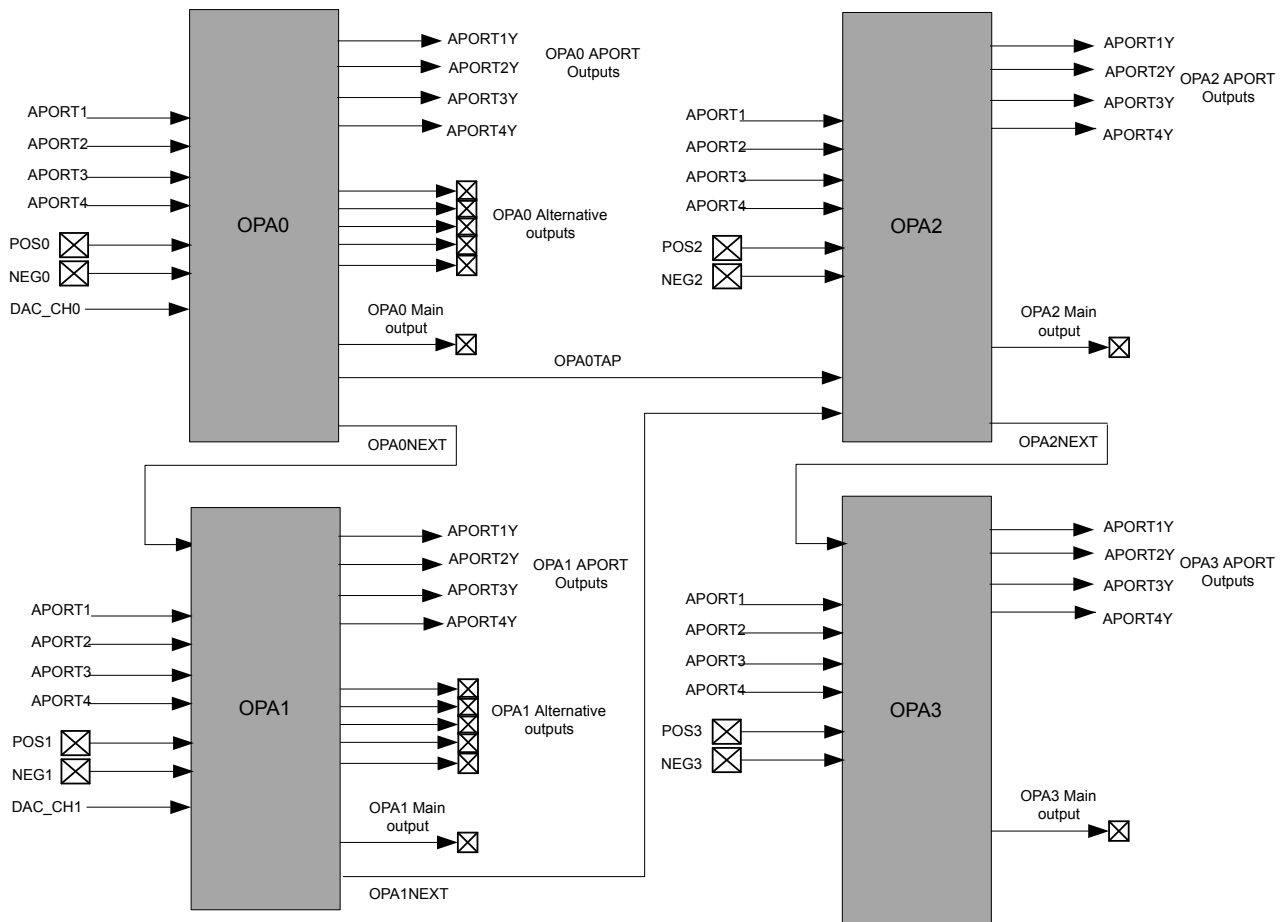 APORT1
APORT2
APORT3
APORT4
POS0
NEG0
DAC_CH0
OPA0
APORT1Y
APORT2Y
APORT3Y
APORT4Y
OPA0 APORT
Outputs
OPA0 Alternative
outputs
OPA0 Main
output
OPA0TAP
OPA0NEXT
APORT1
APORT2
APORT3
APORT4
POS2
NEG2
OPA2
APORT1Y
APORT2Y
APORT3Y
APORT4Y
OPA2 APORT
Outputs
OPA2 Main
output
OPA2NEXT
APORT1
APORT2
APORT3
APORT4
POS1
NEG1
DAC_CH1
OPA1
APORT1Y
APORT2Y
APORT3Y
APORT4Y
OPA1 APORT
Outputs
OPA1 Alternative
outputs
OPA1 Main
output
OPA1NEXT
APORT1
APORT2
APORT3
APORT4
POS3
NEG3
OPA3
APORT1Y
APORT2Y
APORT3Y
APORT4Y
OPA3 APORT
Outputs
OPA3 Main
output